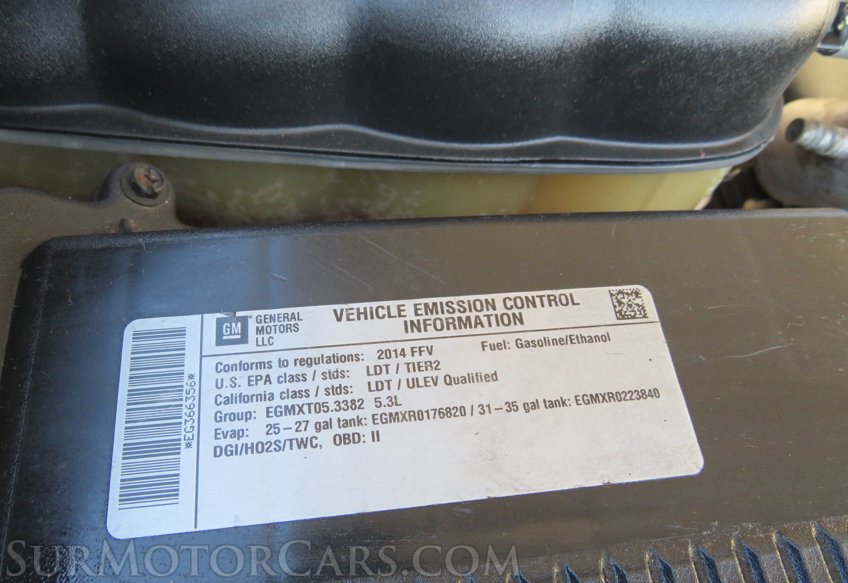 GM GENERAL
MOTORS
LLC
VEHICLE EMISSION CONTROL
INFORMATION
Conforms to regulations: 2014 FFV Fuel: Gasoline/Ethanol
U.S. EPA class / stds: LDT / TIER2
California class / stds: LDT / ULEV Qualified
Group: EGMXT05.3382 5.3L
Evap: 25-27 gal tank: EGMXR0176820 / 31-35 gal tank: EGMXR0223840
DGI/HO2S/TWC, OBD: II
*EG366356*
SURMOTORCARS.COM